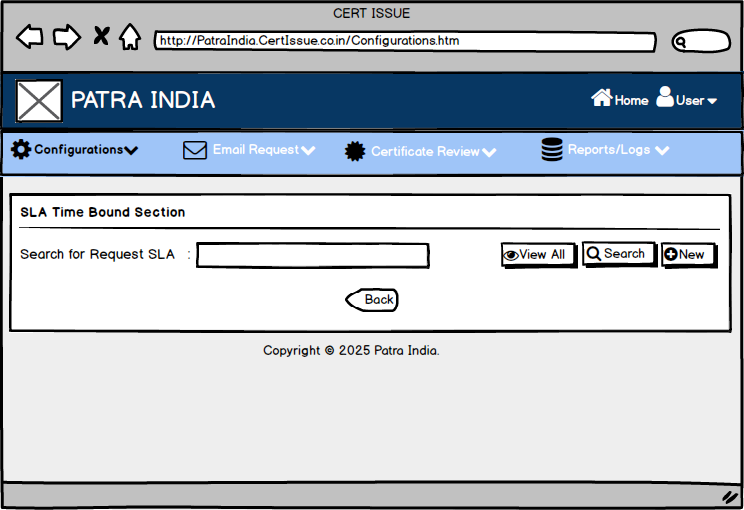 CERT ISSUE
http://PatraIndia.CertIssue.co.in/Configurations.htm
PATRA INDIA
Home User
Configurations Email Request Certificate Review Reports/Logs
SLA Time Bound Section
Search for Request SLA : View All Search New
Back
Copyright © 2025 Patra India.